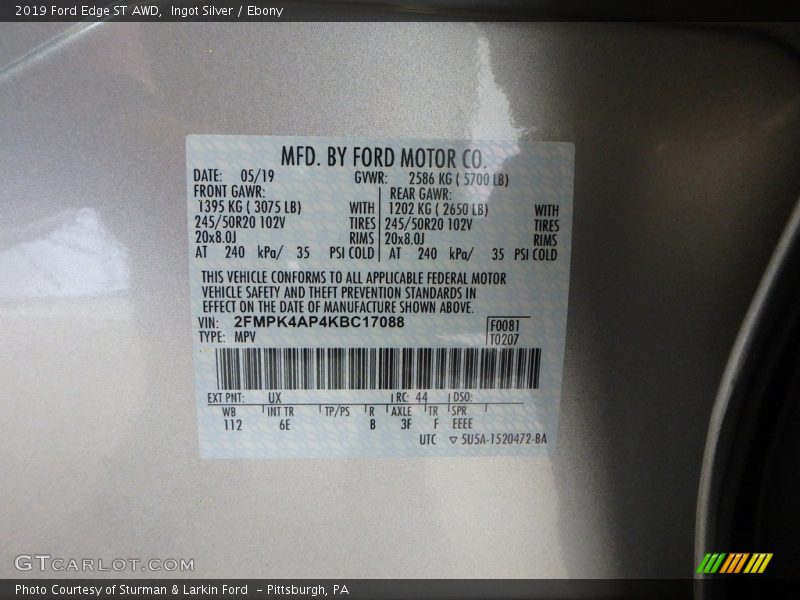 2019 Ford Edge ST AWD,  Ingot Silver / Ebony
MFD. BY FORD MOTOR CO.
DATE: 05/19 GVWR: 2586 KG ( 5700 LB)
FRONT GAWR: REAR GAWR:
1395 KG ( 3075 LB) WITH 1202 KG ( 2650 LB) WITH
245/50R20 102V TIRES 245/50R20 102V TIRES
20x8.0J RIMS 20x8.0J RIMS
AT 240 kPa/ 35 PSI COLD AT 240 kPa/ 35 PSI COLD
THIS VEHICLE CONFORMS TO ALL APPLICABLE FEDERAL MOTOR
VEHICLE SAFETY AND THEFT PREVENTION STANDARDS IN
EFFECT ON THE DATE OF MANUFACTURE SHOWN ABOVE.
VIN: 2FMPK4AP4KBC17088 F0081
TYPE: MPV T0207
EXT PNT: UX RC: 44 DSO:
WB INT TR TP/PS R AXLE TR SPR
112 6E B 3F F EEEE
UTC ▽ 5U5A-1520472-BA
GTCARLOT.COM
Photo Courtesy of Sturman & Larkin Ford  - Pittsburgh, PA